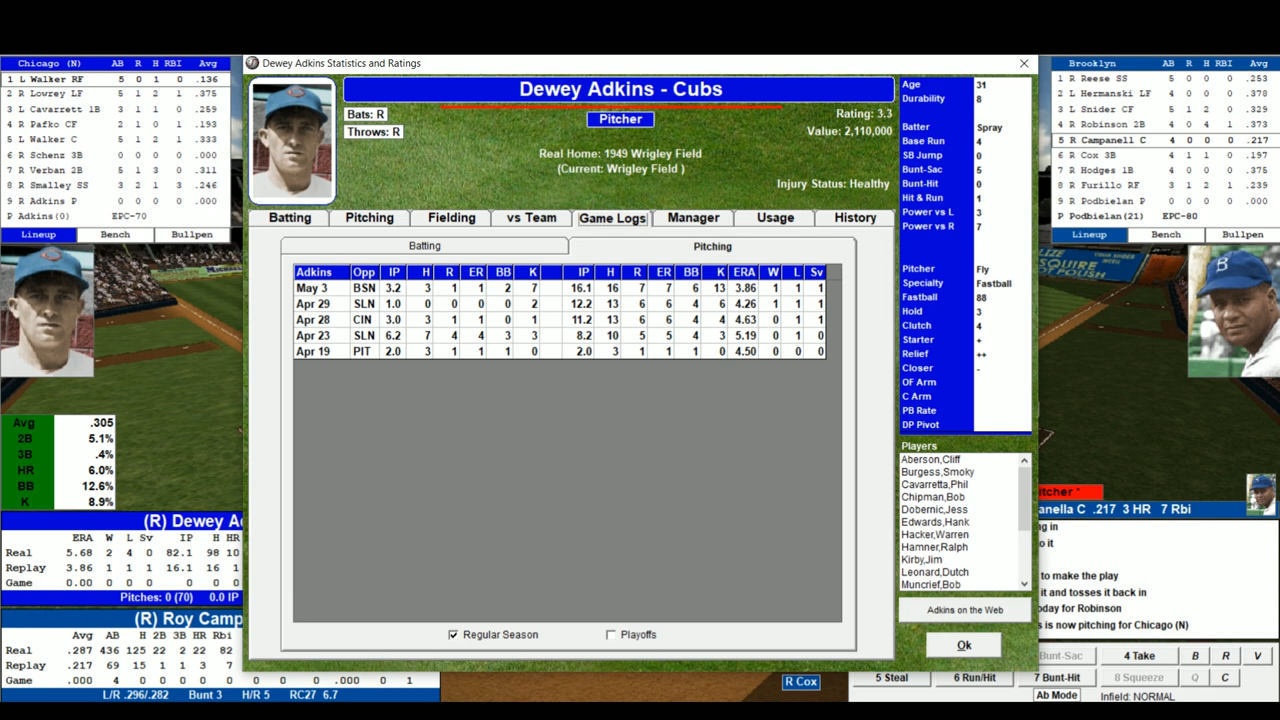 Dewey Adkins Statistics and Ratings
Chicago (N) AB R H RBI Avg
1 L Walker RF 5 0 1 0 .136
2 R Lowrey LF 5 1 2 1 .375
3 L Cavarrett 1B 3 1 1 0 .259
4 R Pafko CF 2 1 1 0 .193
5 L Walker C 5 1 2 1 .333
6 R Schenz 3B 0 0 0 0 .000
7 R Verban 2B 5 1 3 0 .311
8 R Smalley SS 3 2 1 3 .246
9 R Adkins P 0 0 0 0 .000
P Adkins(0) EPC-70
Lineup Bench Bullpen
Dewey Adkins - Cubs
Bats: R
Throws: R
Pitcher
Rating: 3.3
Value: 2,110,000
Real Home: 1949 Wrigley Field
(Current: Wrigley Field )
Injury Status: Healthy
Batting Pitching Fielding vs Team Game Logs Manager Usage History
Batting Pitching
Adkins Opp IP H R ER BB K IP H R ER BB K ERA W L Sv
May 3 BSN 3.2 3 1 1 2 7 16.1 16 7 7 6 13 3.86 1 1 1
Apr 29 SLN 1.0 0 0 0 0 2 12.2 13 6 6 4 6 4.26 1 1 1
Apr 28 CIN 3.0 3 1 1 0 1 11.2 13 6 6 4 4 4.63 0 1 1
Apr 23 SLN 6.2 7 4 4 3 3 8.2 10 5 5 4 3 5.19 0 1 0
Apr 19 PIT 2.0 3 1 1 1 0 2.0 3 1 1 1 0 4.50 0 0 0
Regular Season Playoffs
Age 31
Durability 8
Batter Spray
Base Run 4
SB Jump 0
Bunt-Sac 5
Bunt-Hit 0
Hit & Run 1
Power vs L 3
Power vs R 7
Pitcher Fly
Specialty Fastball
Fastball 88
Hold 3
Clutch 4
Starter +
Relief ++
Closer -
OF Arm
C Arm
PB Rate
DP Pivot
Players
Aberson,Cliff
Burgess,Smoky
Cavarretta,Phil
Chipman,Bob
Dobernic,Jess
Edwards,Hank
Hacker,Warren
Hamner,Ralph
Kirby,Jim
Leonard,Dutch
Muncrief,Bob
Adkins on the Web
Ok
Brooklyn AB R H RBI Avg
1 R Reese SS 5 0 0 0 .253
2 L Hermanski LF 4 0 0 0 .378
3 L Snider CF 5 1 2 0 .329
4 R Robinson 2B 4 0 4 1 .373
5 R Campanell C 4 0 0 0 .217
6 R Cox 3B 4 1 1 0 .197
7 R Hodges 1B 4 0 0 0 .375
8 R Furillo RF 3 1 2 0 .239
9 R Podbielan P 0 0 0 0 .000
P Podbielan(21) EPC-80
Lineup Bench Bullpen
SQUIRE
Avg .305
2B 5.1%
3B .4%
HR 6.0%
BB 12.6%
K 8.9%
(R) Dewey A
ERA W L Sv IP H HR
Real 5.68 2 4 0 82.1 98 10
Replay 3.86 1 1 1 16.1 16 1
Game 0.00 0 0 0 0 0 0
Pitches: 0 (70) 0.0 IP
(R) Roy Camp
Avg AB H 2B 3B HR Rbi
Real .287 436 125 22 2 22 82
Replay .217 69 15 1 1 3 7
Game .000 4 0 0 0 0 0 0 .000 0 1
L/R .296/.282 Bunt 3 H/R 5 RC27 6.7
itcher *
anella C .217 3 HR 7 Rbi
ng in
o it
to make the play
it and tosses it back in
oday for Robinson
s is now pitching for Chicago (N)
Bunt-Sac 4 Take B R V
5 Steal 6 Run/Hit 7 Bunt-Hit 8 Squeeze Q C
R Cox
Ab Mode Infield: NORMAL